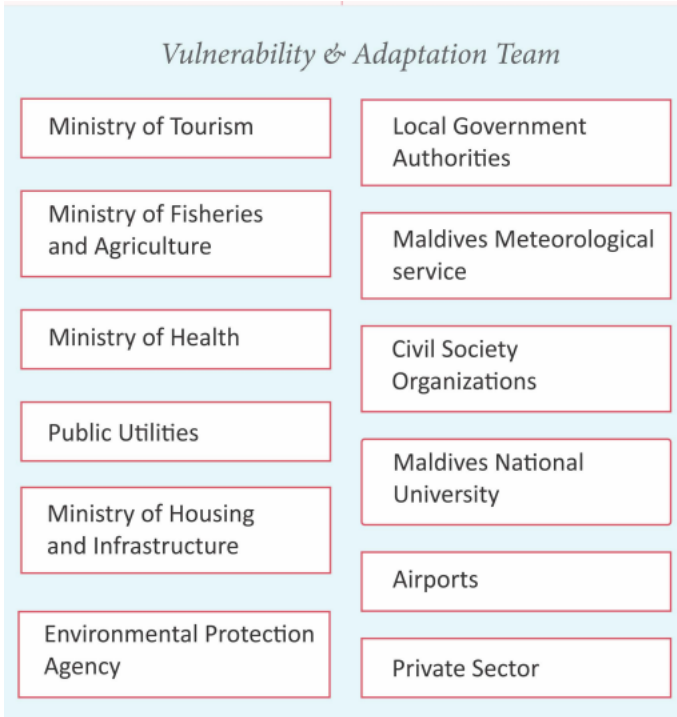 Vulnerability & Adaptation Team
Ministry of Tourism
Ministry of Fisheries
and Agriculture
Ministry of Health
Public Utilities
Ministry of Housing
and Infrastructure
Environmental Protection
Agency
Local Government
Authorities
Maldives Meteorological
service
Civil Society
Organizations
Maldives National
University
Airports
Private Sector